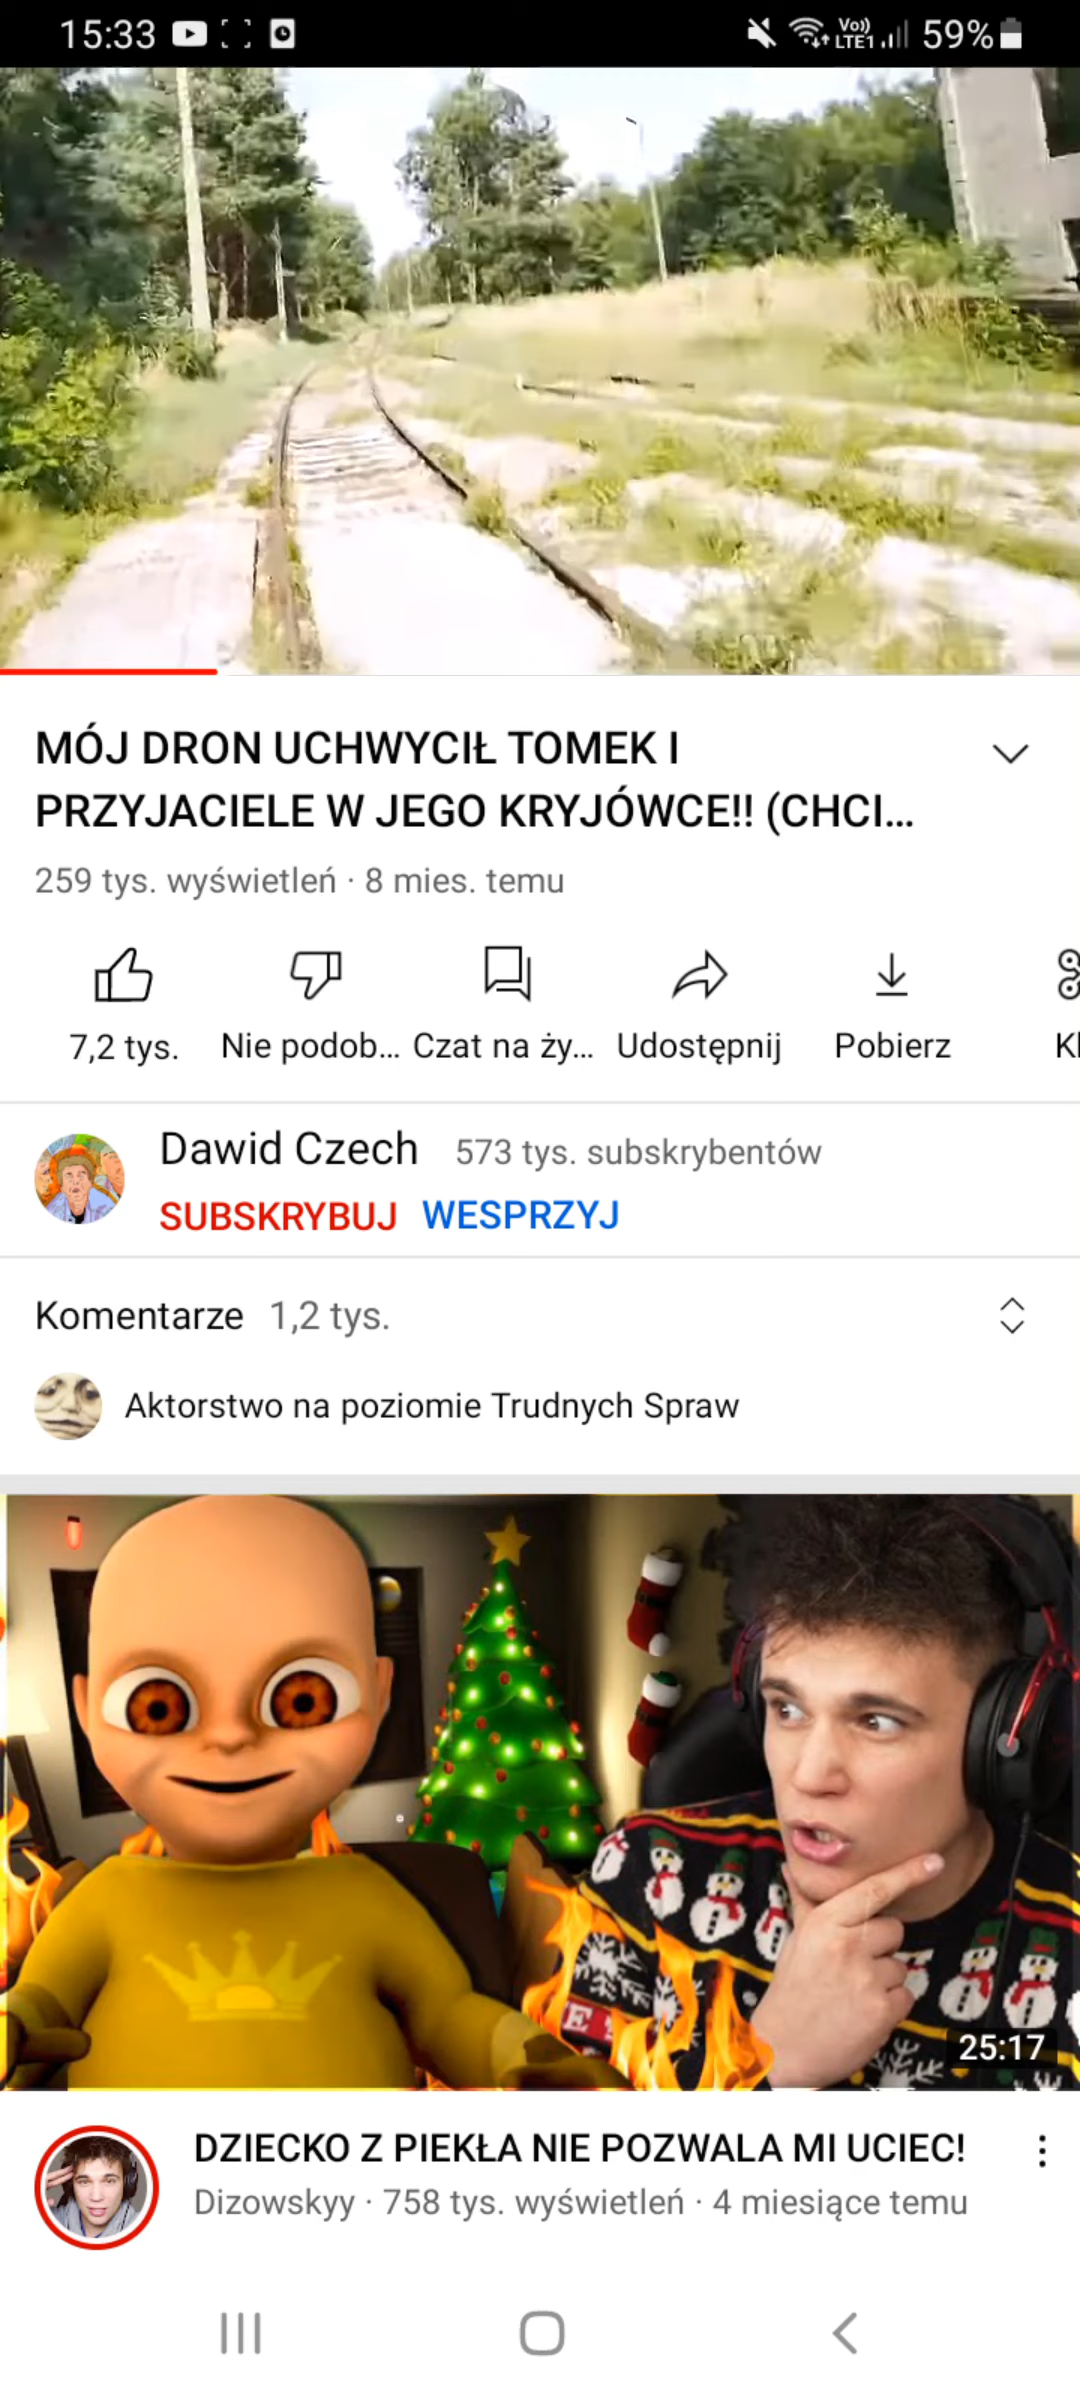 15:33 Vo)) LTE1 59%
MÓJ DRON UCHWYCIŁ TOMEK I
PRZYJACIELE W JEGO KRYJÓWCE!! (CHCI...
259 tys. wyświetleń · 8 mies. temu
7,2 tys. Nie podob... Czat na ży... Udostępnij Pobierz Kl
Dawid Czech 573 tys. subskrybentów
SUBSKRYBUJ WESPRZYJ
Komentarze 1,2 tys.
Aktorstwo na poziomie Trudnych Spraw
25:17
DZIECKO Z PIEKŁA NIE POZWALA MI UCIEC!
Dizowskyy · 758 tys. wyświetleń · 4 miesiące temu